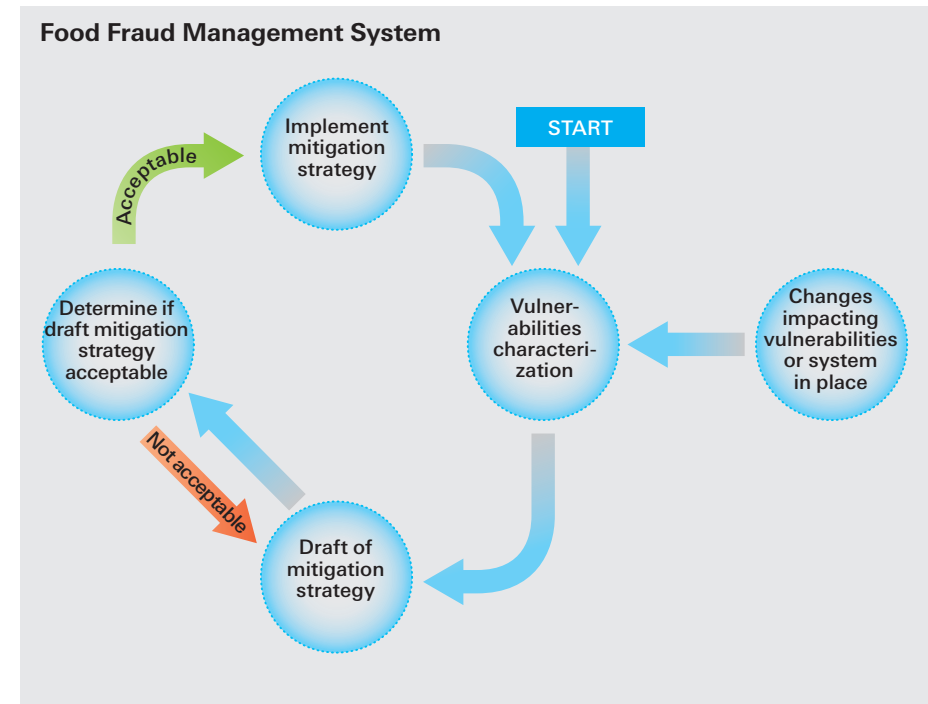 Food Fraud Management System
Implement
mitigation
strategy
START
Acceptable
Vulner-
abilities
characteri-
zation
Changes
impacting
vulnerabilities
or system
in place
Determine if
draft mitigation
strategy
acceptable
Not acceptable
Draft of
mitigation
strategy